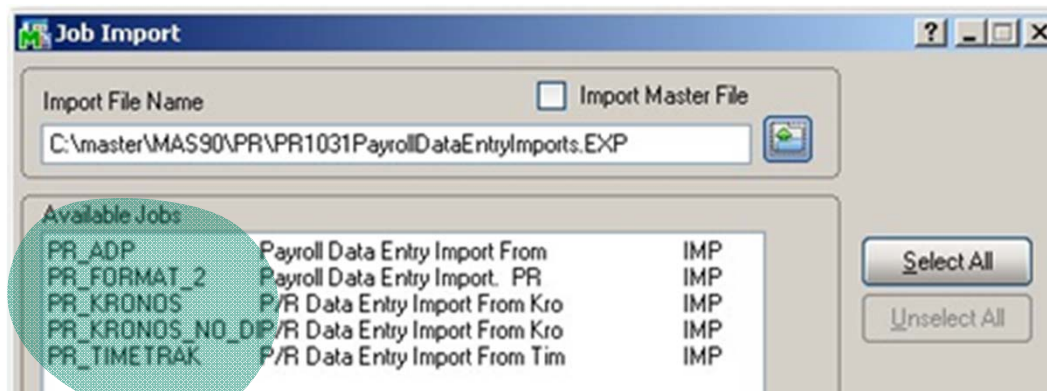 Job Import
Import File Name
Import Master File
C:\master\MAS90\PR\PR1031PayrollDataEntryImports.EXP
Available Jobs
PR_ADP Payroll Data Entry Import From IMP
PR_FORMAT_2 Payroll Data Entry Import. PR IMP
PR_KRONOS P/R Data Entry Import From Kro IMP
PR_KRONOS_NO_DIP/R Data Entry Import From Kro IMP
PR_TIMETRAK P/R Data Entry Import From Tim IMP
Select All
Unselect All